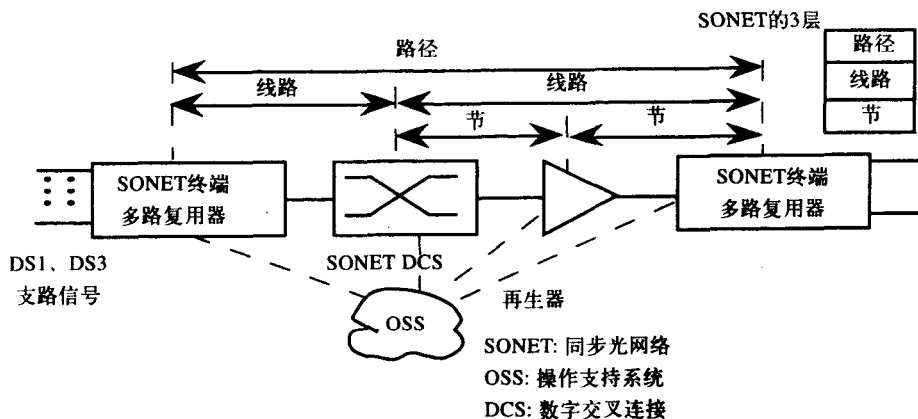 SONET的3层
路径
路径
线路
线路
线路
节
节
节
SONET终端
多路复用器
SONET终端
多路复用器
DS1、DS3
支路信号
SONET DCS
再生器
OSS
SONET: 同步光网络
OSS: 操作支持系统
DCS: 数字交叉连接